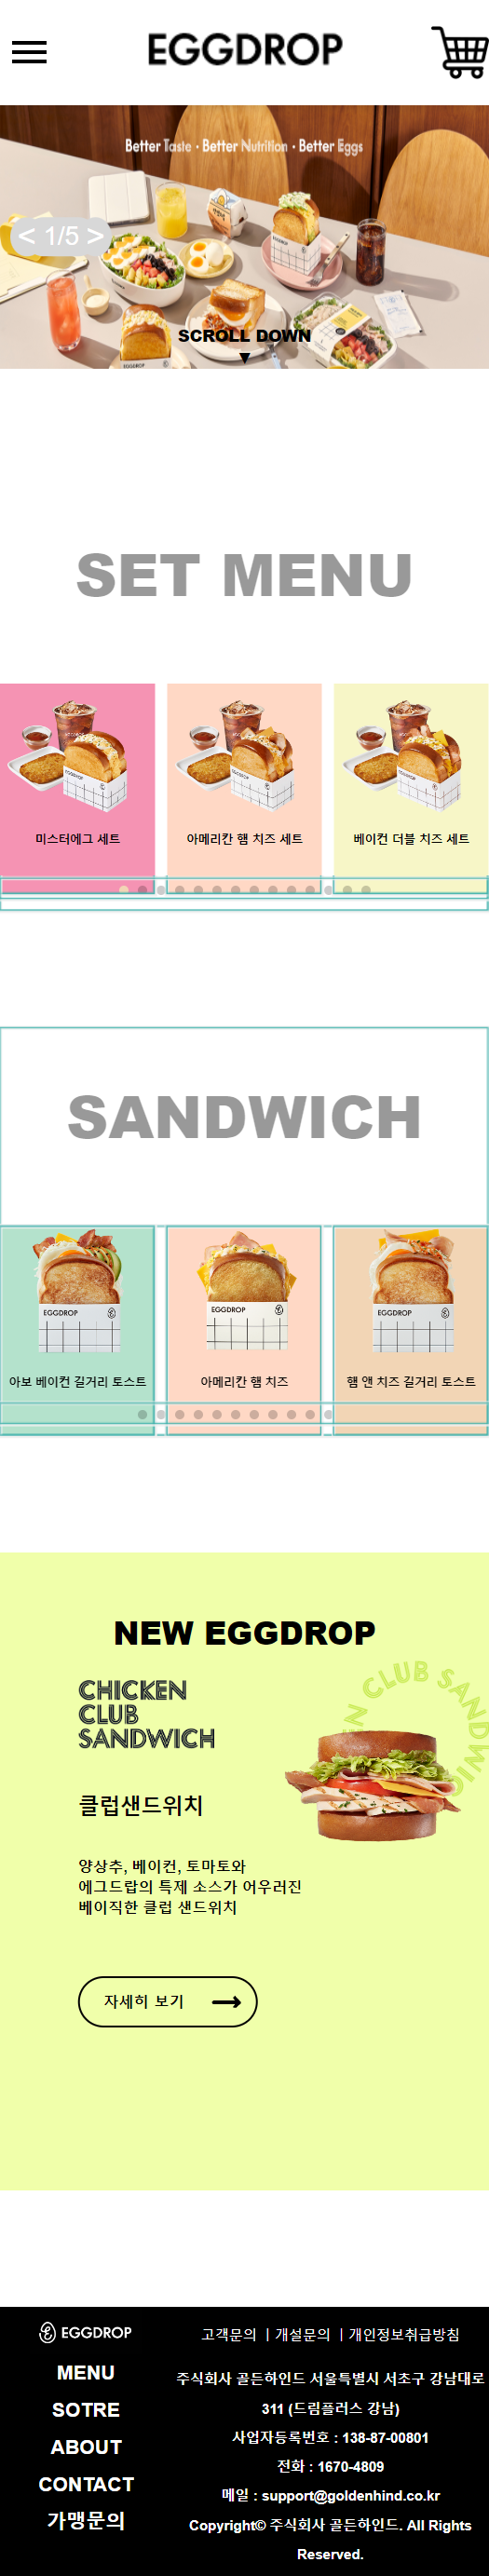 EGGDROP
Better Taste · Better Nutrition · Better Eggs
< 1/5 >
SCROLL DOWN
▼
SET MENU
미스터에그 세트
아메리칸 햄 치즈 세트
베이컨 더블 치즈 세트
SANDWICH
EGGDROP
EGGDROP
EGGDROP
아보 베이컨 길거리 토스트
아메리칸 햄 치즈
햄 앤 치즈 길거리 토스트
NEW EGGDROP
CHICKEN
CLUB
SANDWICH
N CLUB SANDWIC
클럽샌드위치
양상추, 베이컨, 토마토와
에그드랍의 특제 소스가 어우러진
베이직한 클럽 샌드위치
자세히 보기
EGGDROP
MENU
SOTRE
ABOUT
CONTACT
가맹문의
고객문의 | 개설문의 | 개인정보취급방침
주식회사 골든하인드 서울특별시 서초구 강남대로
311 (드림플러스 강남)
사업자등록번호 : 138-87-00801
전화 : 1670-4809
메일 : support@goldenhind.co.kr
Copyright© 주식회사 골든하인드. All Rights
Reserved.